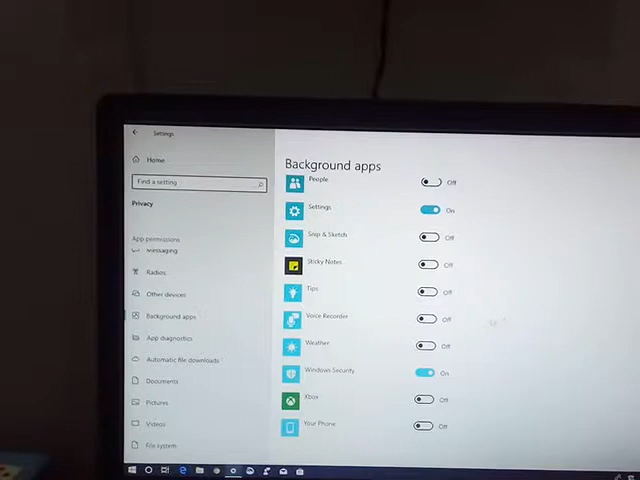 Settings
Home
Find a setting
Privacy
App permissions
Messaging
Radios
Other devices
Background apps
App diagnostics
Automatic file downloads
Documents
Pictures
Videos
File system
Background apps
People Off
Settings On
Snip & Sketch Off
Sticky Notes Off
Tips Off
Voice Recorder Off
Weather Off
Windows Security On
Xbox Off
Your Phone Off